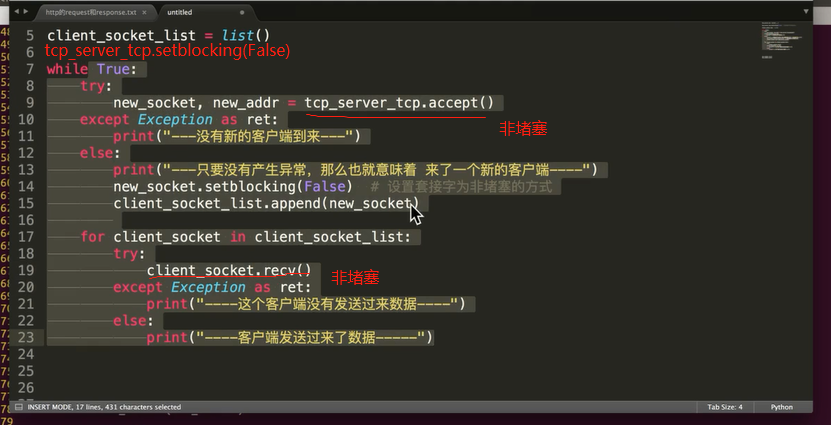 http的request和response.txt × untitled
5 client_socket_list = list()
6 tcp_server_tcp.setblocking(False)
7 while True:
8 try:
9 new_socket, new_addr = tcp_server_tcp.accept()
10 except Exception as ret:
非堵塞
11 print("---没有新的客户端到来---")
12 else:
13 print("---只要没有产生异常，那么也就意味着 来了一个新的客户端----")
14 new_socket.setblocking(False) # 设置套接字为非堵塞的方式
15 client_socket_list.append(new_socket)
16
17 for client_socket in client_socket_list:
18 try:
19 client_socket.recv()
非堵塞
20 except Exception as ret:
21 print("----这个客户端没有发送过来数据----")
22 else:
23 print("----客户端发送过来了数据-----")
24
25
26
27
INSERT MODE, 17 lines, 431 characters selected Tab Size: 4 Python